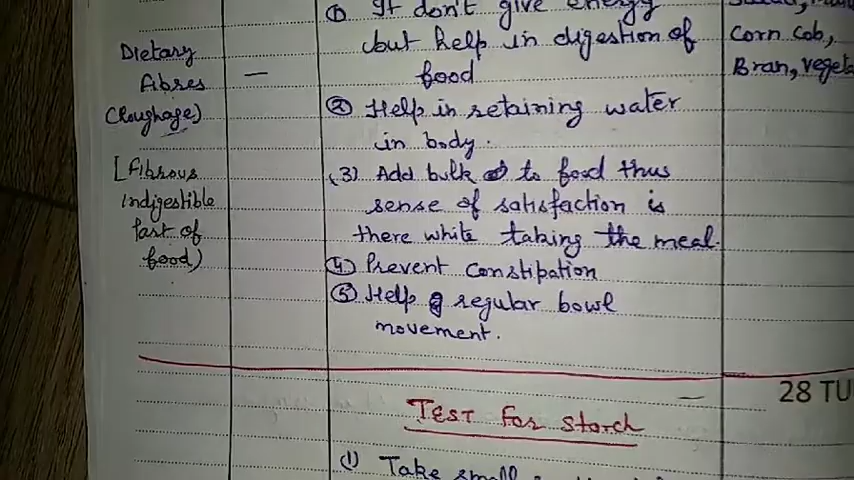 ① It don't give energy
but help in digestion of
food
② Help in retaining water
in body.
(3) Add bulk to food thus
sense of satisfaction is
there white taking the meal.
④ Prevent constipation
⑤ Help regular bowl
movement.
Dietary
Fibres
(Roughage)
[Fibrous
indigestible
Part of
food)
—
Corn Cob,
Bran,
28 TU
Test for starch
(1) Take small